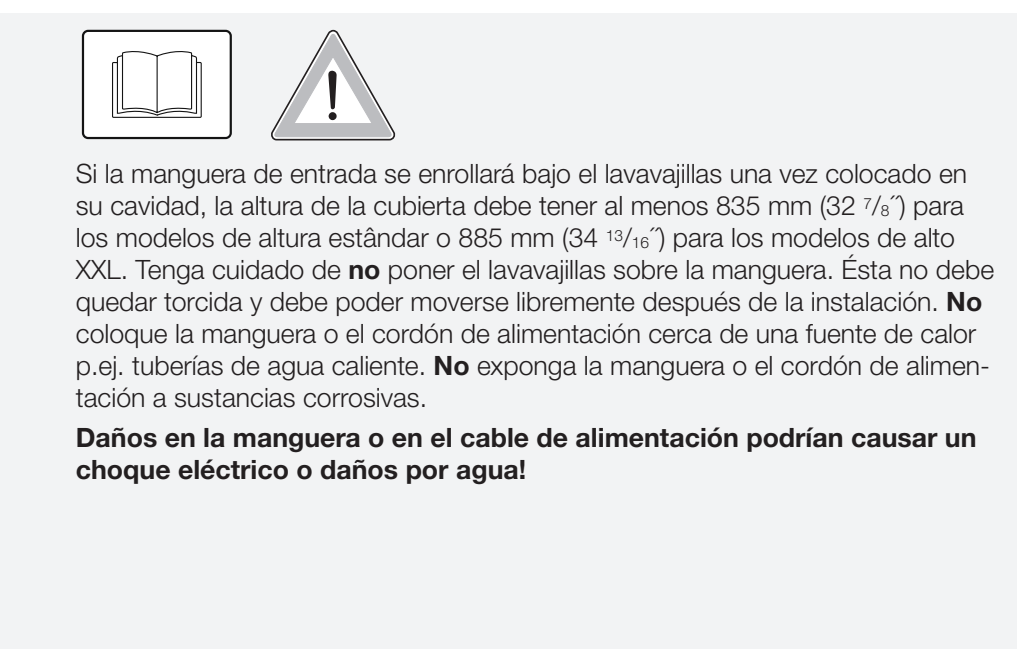 Si la manguera de entrada se enrollará bajo el lavavajillas una vez colocado en
su cavidad, la altura de la cubierta debe tener al menos 835 mm (32 7/8˝) para
los modelos de altura estândar o 885 mm (34 13/16˝) para los modelos de alto
XXL. Tenga cuidado de no poner el lavavajillas sobre la manguera. Ésta no debe
quedar torcida y debe poder moverse libremente después de la instalación. No
coloque la manguera o el cordón de alimentación cerca de una fuente de calor
p.ej. tuberías de agua caliente. No exponga la manguera o el cordón de alimen-
tación a sustancias corrosivas.
Daños en la manguera o en el cable de alimentación podrían causar un
choque eléctrico o daños por agua!